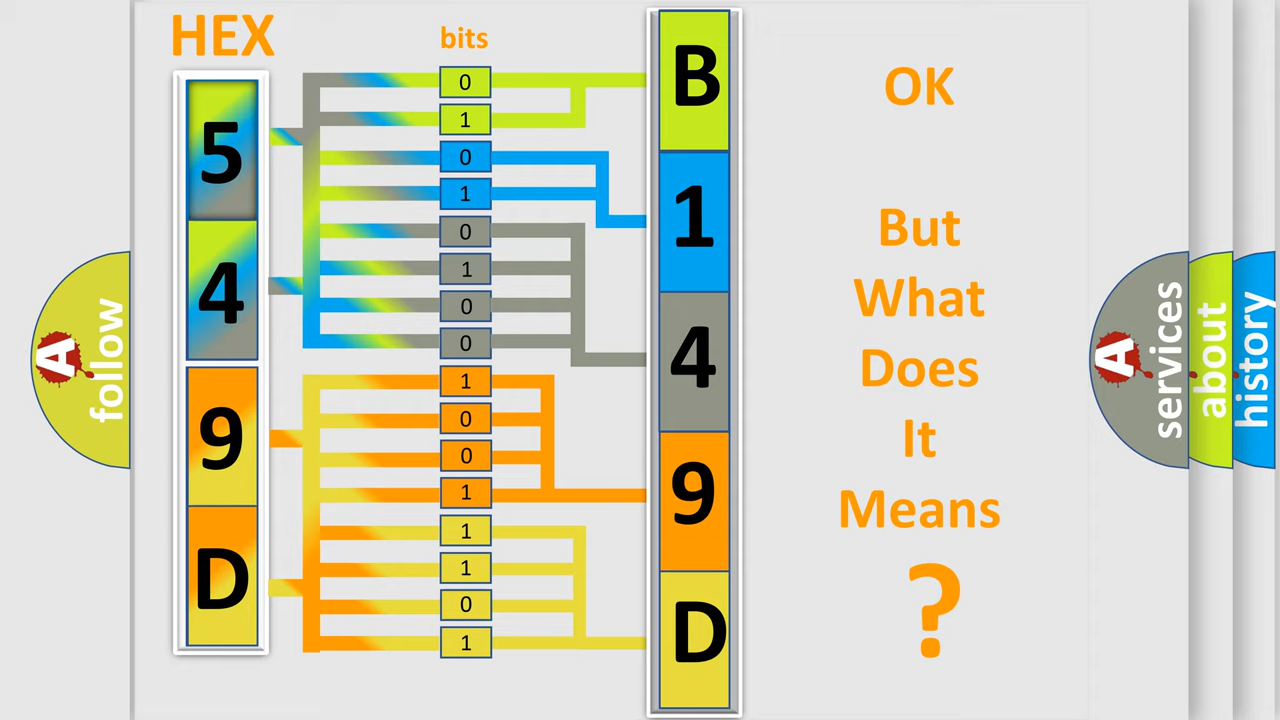 HEX
bits
5
4
9
D
0
1
0
1
0
1
0
0
1
0
0
1
1
1
0
1
B
1
4
9
D
OK
But
What
Does
It
Means
?
A
follow
A
services
about
history